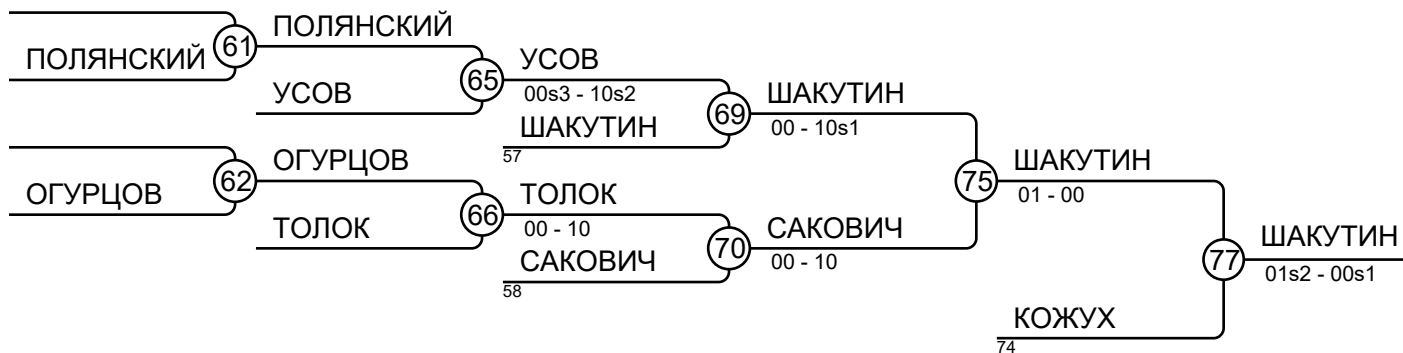 ПОЛЯНСКИЙ
61
ПОЛЯНСКИЙ
УСОВ
65
УСОВ
00s3 - 10s2
ШАКУТИН
57
69
ШАКУТИН
00 - 10s1
ОГУРЦОВ
62
ОГУРЦОВ
ТОЛОК
66
ТОЛОК
00 - 10
САКОВИЧ
58
70
САКОВИЧ
00 - 10
75
ШАКУТИН
01 - 00
КОЖУХ
74
77
ШАКУТИН
01s2 - 00s1